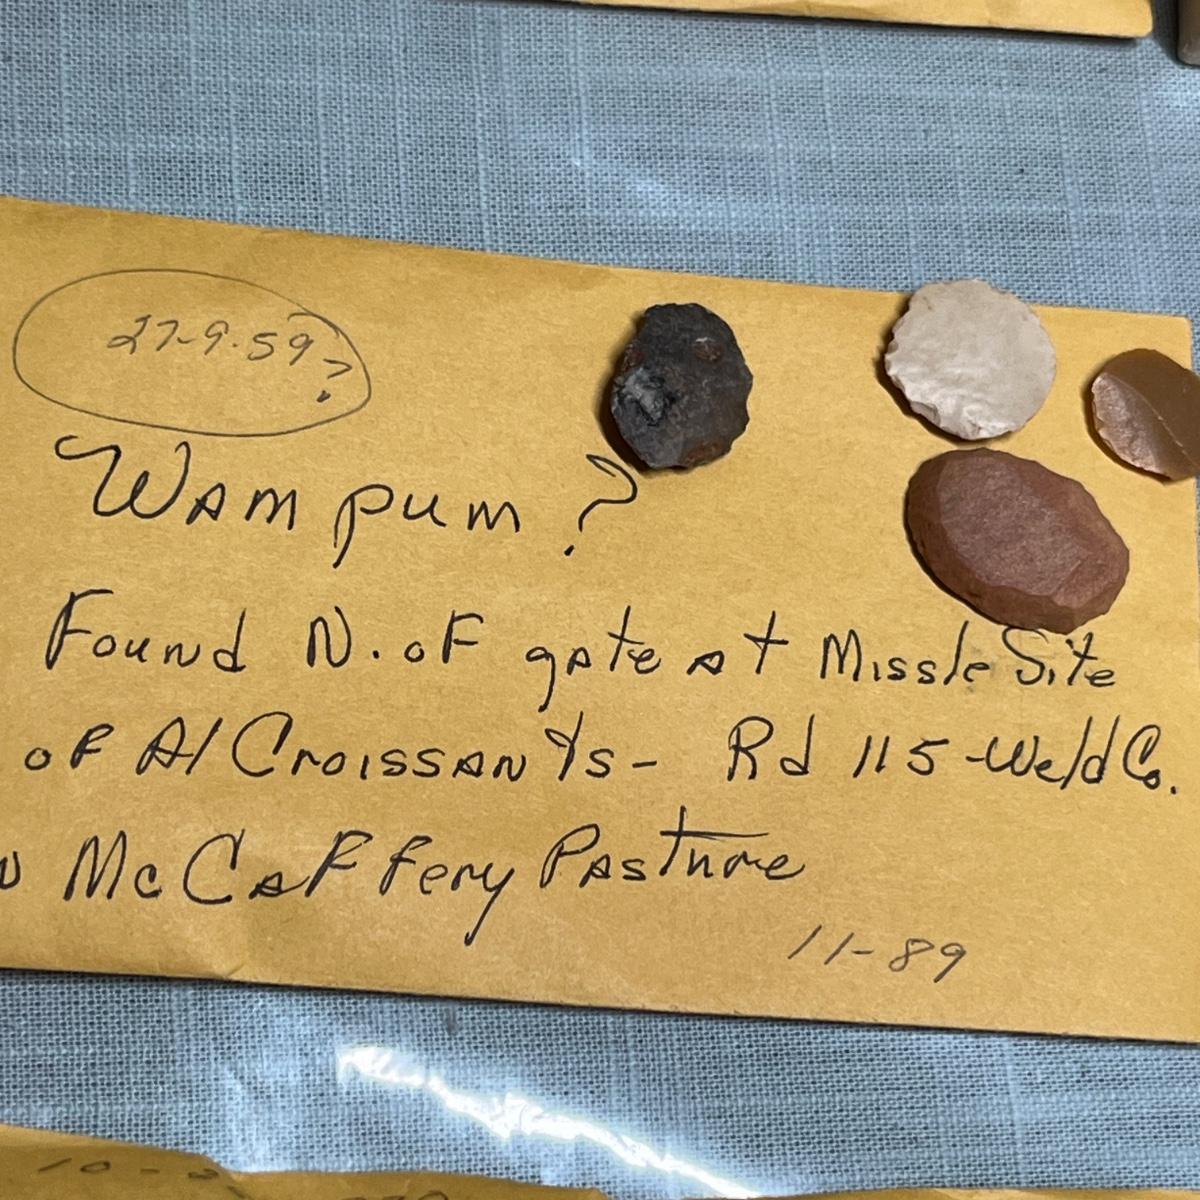 27-9-59?
Wampum?
Found N. of gate at Missle Site
of Al Croissants - Rd 115 - Weld Co.
McCaffery Pasture
11-89